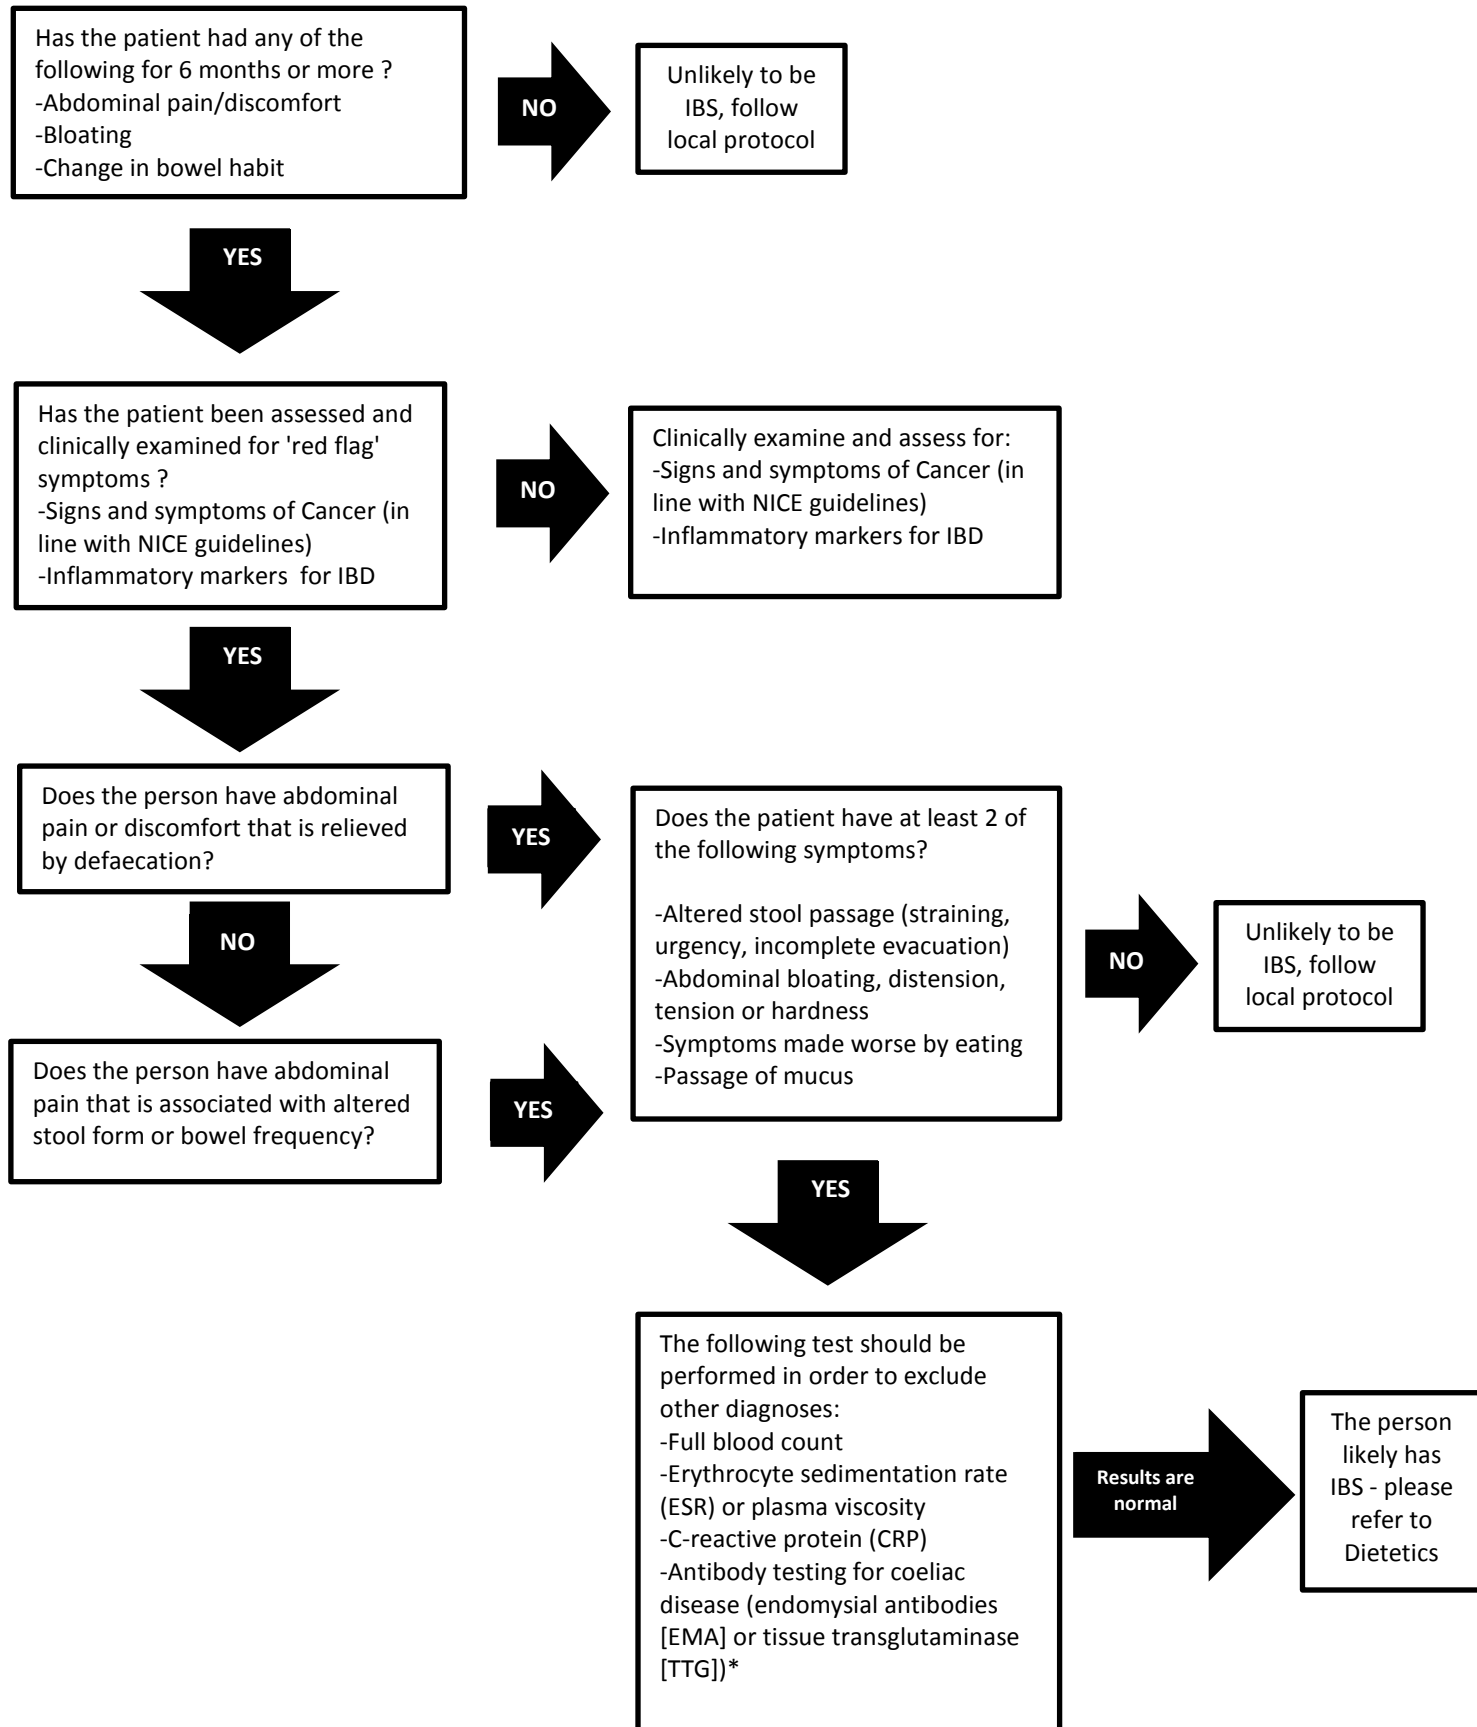 Has the patient had any of the
following for 6 months or more ?
-Abdominal pain/discomfort
-Bloating
-Change in bowel habit
NO
Unlikely to be
IBS, follow
local protocol
YES
Has the patient been assessed and
clinically examined for 'red flag'
symptoms ?
-Signs and symptoms of Cancer (in
line with NICE guidelines)
-Inflammatory markers  for IBD
NO
Clinically examine and assess for:
-Signs and symptoms of Cancer (in
line with NICE guidelines)
-Inflammatory markers for IBD
YES
Does the person have abdominal
pain or discomfort that is relieved
by defaecation?
YES
Does the patient have at least 2 of
the following symptoms?
-Altered stool passage (straining,
urgency, incomplete evacuation)
-Abdominal bloating, distension,
tension or hardness
-Symptoms made worse by eating
-Passage of mucus
NO
Unlikely to be
IBS, follow
local protocol
NO
Does the person have abdominal
pain that is associated with altered
stool form or bowel frequency?
YES
YES
The following test should be
performed in order to exclude
other diagnoses:
-Full blood count
-Erythrocyte sedimentation rate
(ESR) or plasma viscosity
-C-reactive protein (CRP)
-Antibody testing for coeliac
disease (endomysial antibodies
[EMA] or tissue transglutaminase
[TTG])*
Results are
normal
The person
likely has
IBS - please
refer to
Dietetics